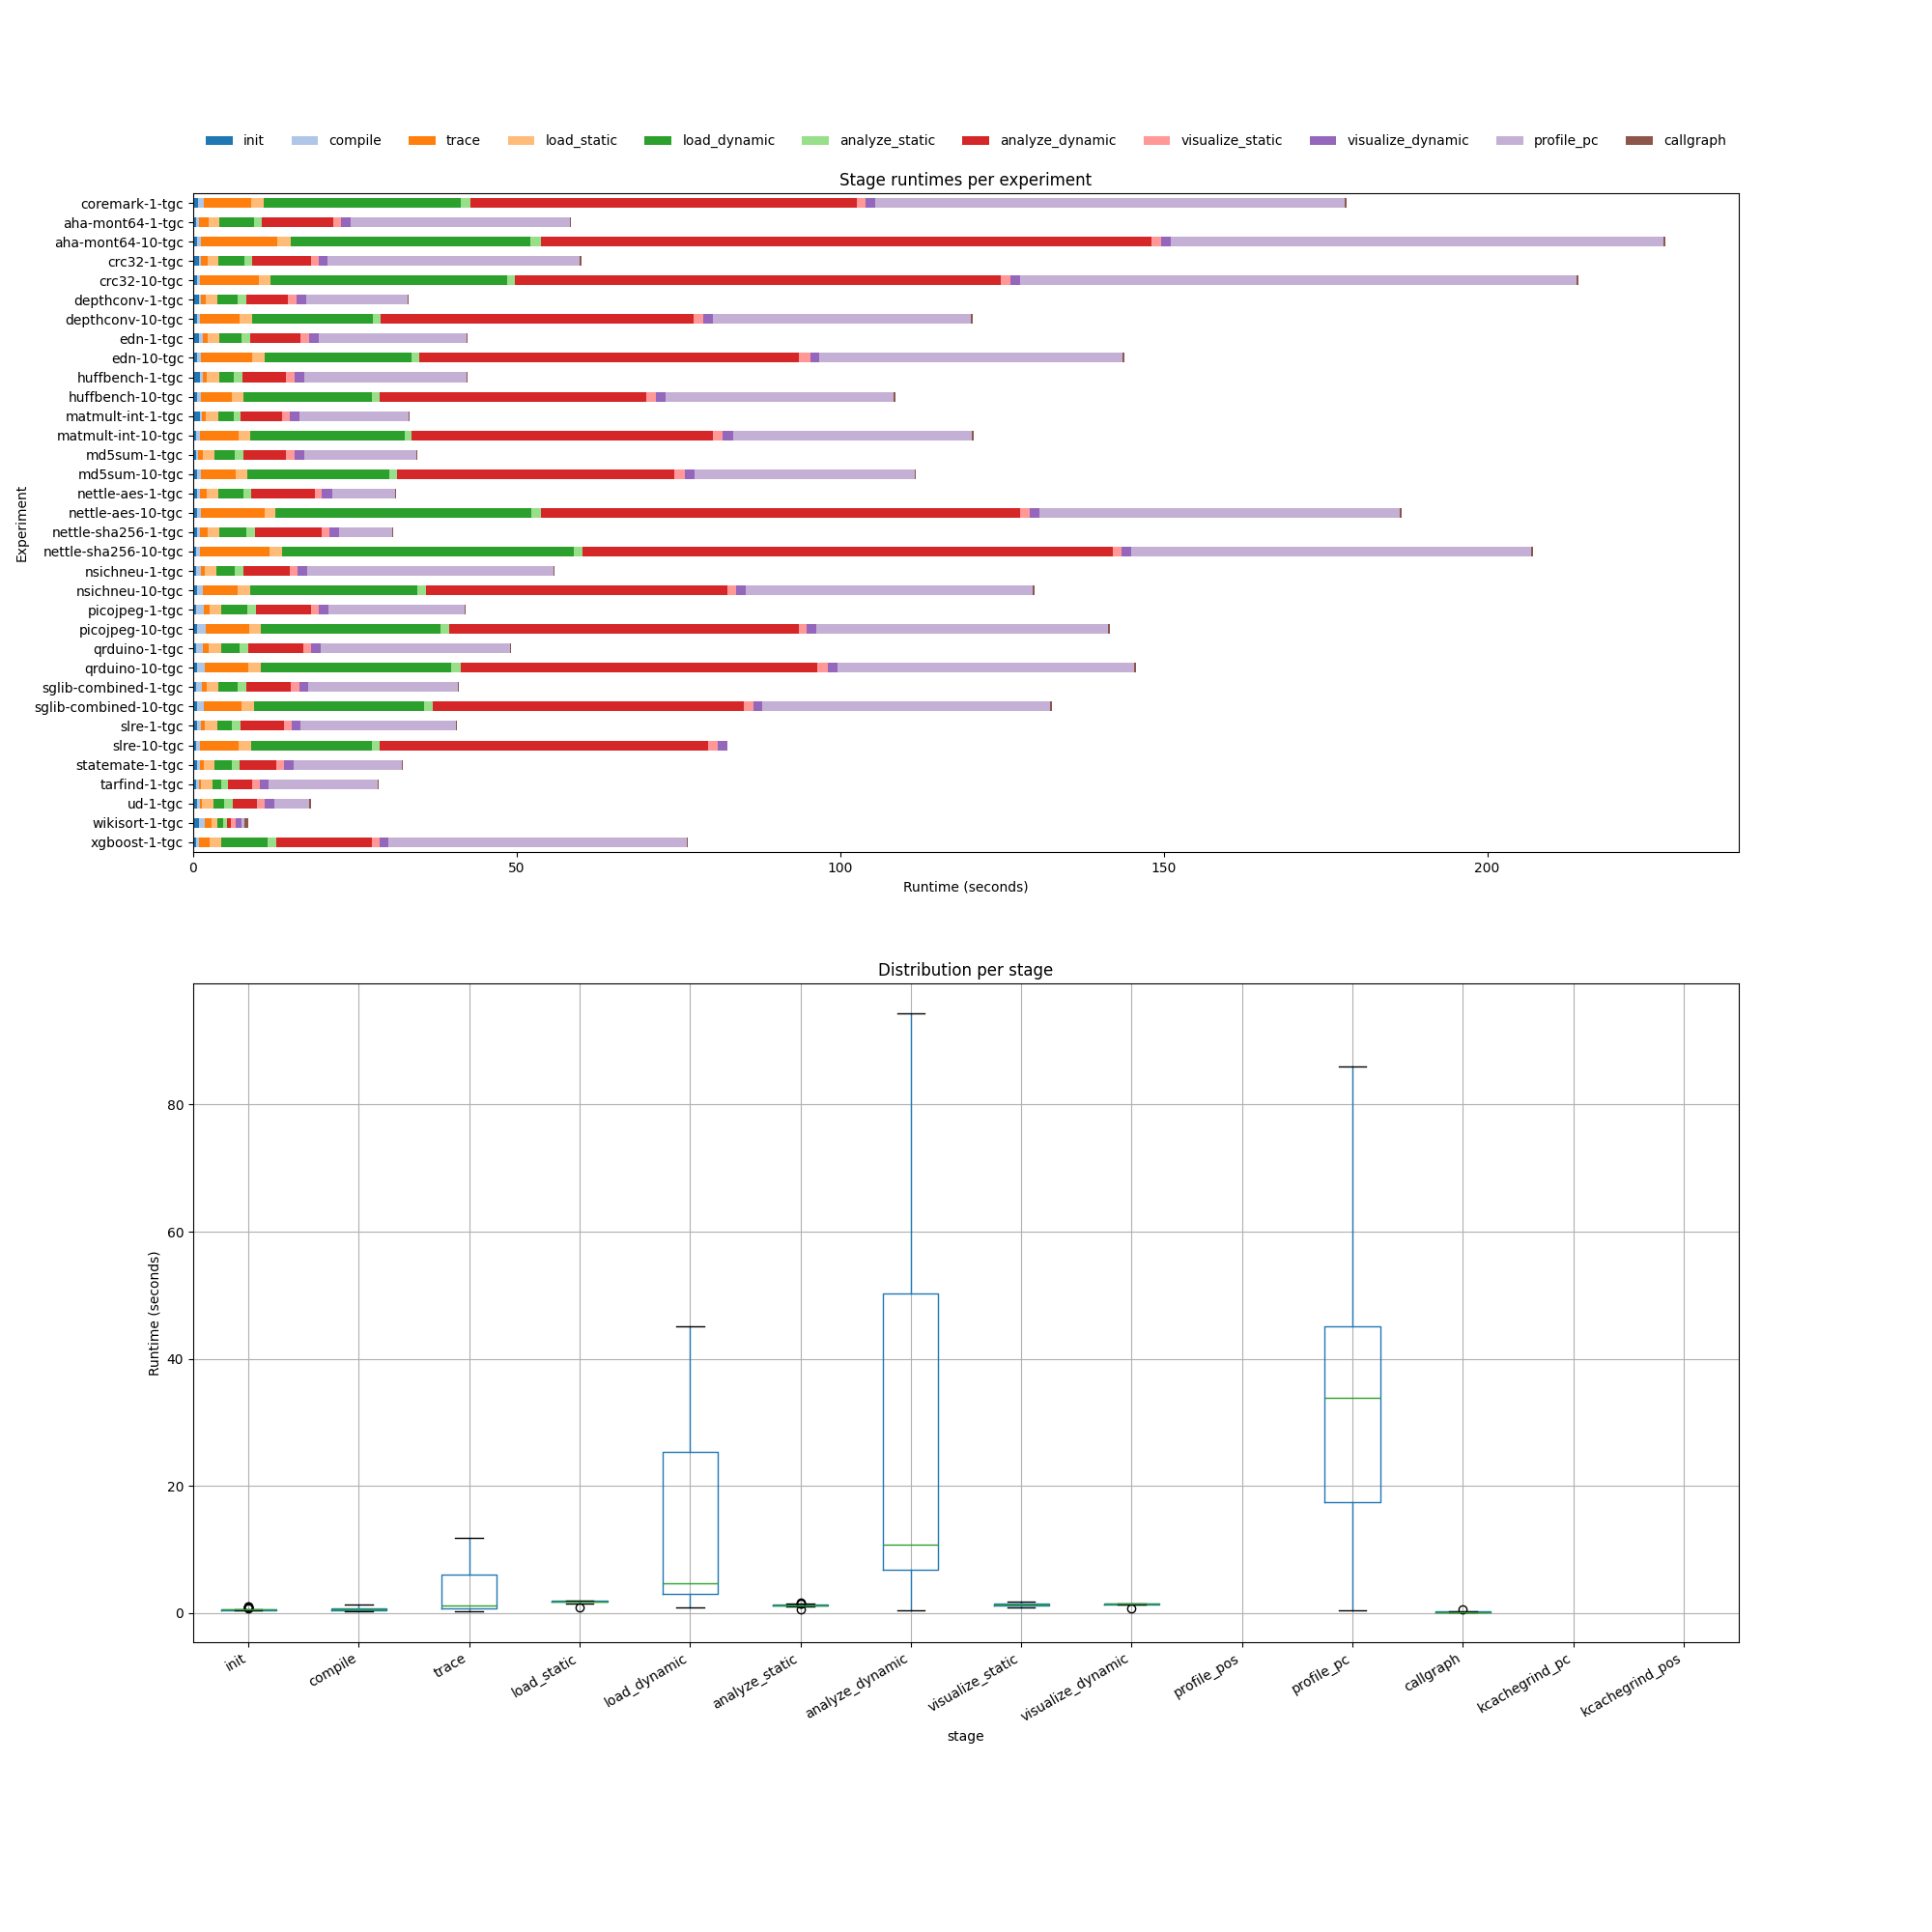 init compile trace load_static load_dynamic analyze_static analyze_dynamic visualize_static visualize_dynamic profile_pc callgraph
Stage runtimes per experiment
Experiment
coremark-1-tgc
aha-mont64-1-tgc
aha-mont64-10-tgc
crc32-1-tgc
crc32-10-tgc
depthconv-1-tgc
depthconv-10-tgc
edn-1-tgc
edn-10-tgc
huffbench-1-tgc
huffbench-10-tgc
matmult-int-1-tgc
matmult-int-10-tgc
md5sum-1-tgc
md5sum-10-tgc
nettle-aes-1-tgc
nettle-aes-10-tgc
nettle-sha256-1-tgc
nettle-sha256-10-tgc
nsichneu-1-tgc
nsichneu-10-tgc
picojpeg-1-tgc
picojpeg-10-tgc
qrduino-1-tgc
qrduino-10-tgc
sglib-combined-1-tgc
sglib-combined-10-tgc
slre-1-tgc
slre-10-tgc
statemate-1-tgc
tarfind-1-tgc
ud-1-tgc
wikisort-1-tgc
xgboost-1-tgc
0 50 100 150 200
Runtime (seconds)
Distribution per stage
Runtime (seconds)
80
60
40
20
0
init compile trace load_static load_dynamic analyze_static analyze_dynamic visualize_static visualize_dynamic profile_pos profile_pc callgraph kcachegrind_pc kcachegrind_pos
stage